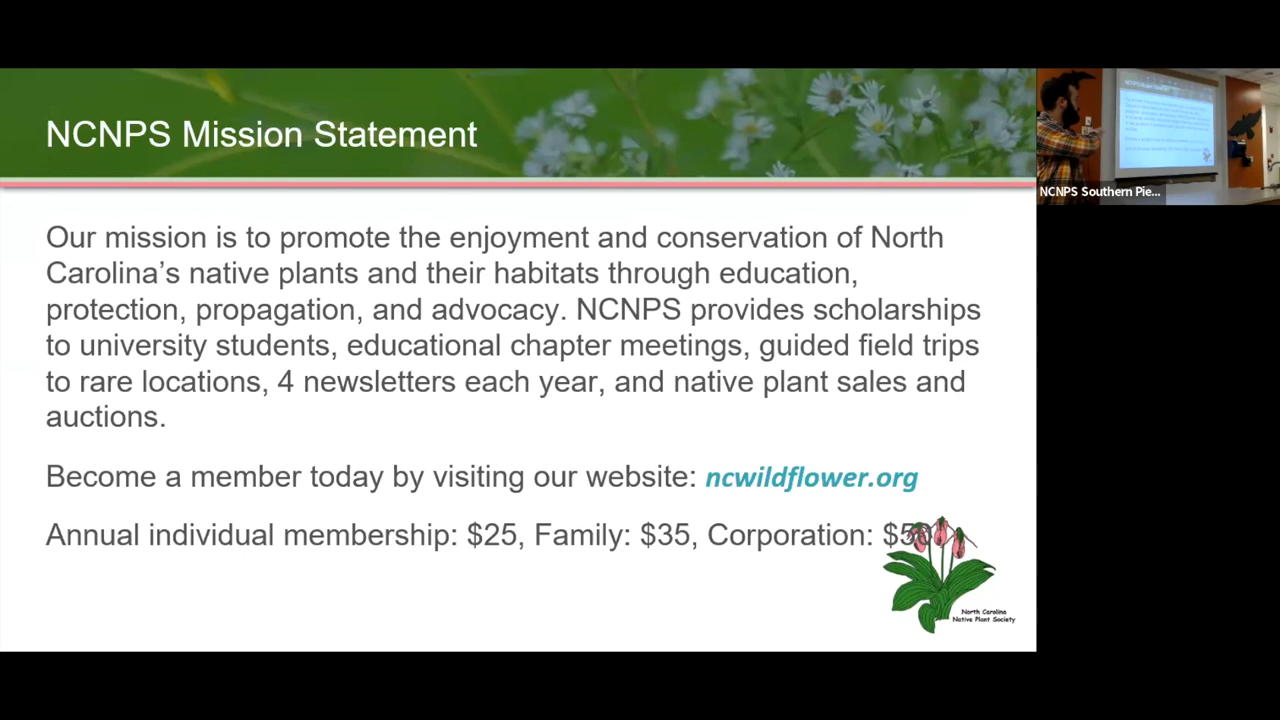 NCNPS Mission Statement
Our mission is to promote the enjoyment and conservation of North
Carolina’s native plants and their habitats through education,
protection, propagation, and advocacy. NCNPS provides scholarships
to university students, educational chapter meetings, guided field trips
to rare locations, 4 newsletters each year, and native plant sales and
auctions.
Become a member today by visiting our website: ncwildflower.org
Annual individual membership: $25, Family: $35, Corporation: $50
North Carolina
Native Plant Society
NCNPS Southern Pie...